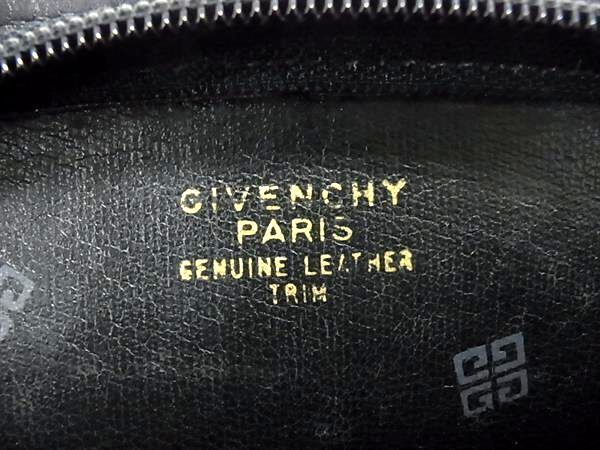 GIVENCHY
PARIS
GENUINE LEATHER
TRIM